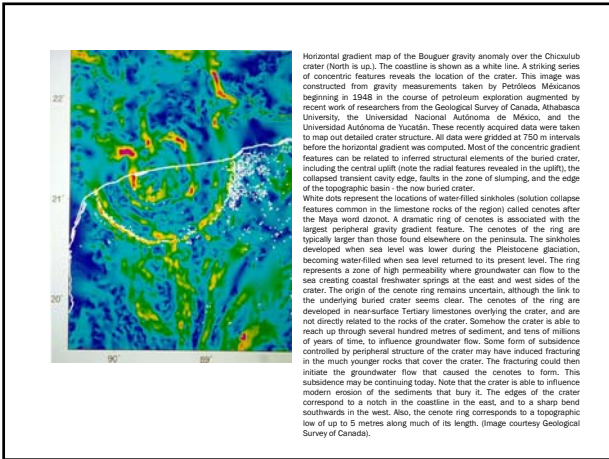 22'
21'
20'
90'
89'
Horizontal gradient map of the Bouguer gravity anomaly over the Chicxulub
crater (North is up.). The coastline is shown as a white line. A striking series
of concentric features reveals the location of the crater. This image was
constructed from gravity measurements taken by Petróleos Méxicanos
beginning in 1948 in the course of petroleum exploration augmented by
recent work of researchers from the Geological Survey of Canada, Athabasca
University, the Universidad Nacional Autónoma de México, and the
Universidad Autónoma de Yucatán. These recently acquired data were taken
to map out detailed crater structure. All data were gridded at 750 m intervals
before the horizontal gradient was computed. Most of the concentric gradient
features can be related to inferred structural elements of the buried crater,
including the central uplift (note the radial features revealed in the uplift), the
collapsed transient cavity edge, faults in the zone of slumping, and the edge
of the topographic basin - the now buried crater.
White dots represent the locations of water-filled sinkholes (solution collapse
features common in the limestone rocks of the region) called cenotes after
the Maya word dzonot. A dramatic ring of cenotes is associated with the
largest peripheral gravity gradient feature. The cenotes of the ring are
typically larger than those found elsewhere on the peninsula. The sinkholes
developed when sea level was lower during the Pleistocene glaciation,
becoming water-filled when sea level returned to its present level. The ring
represents a zone of high permeability where groundwater can flow to the
sea creating coastal freshwater springs at the east and west sides of the
crater. The origin of the cenote ring remains uncertain, although the link to
the underlying buried crater seems clear. The cenotes of the ring are
developed in near-surface Tertiary limestones overlying the crater, and are
not directly related to the rocks of the crater. Somehow the crater is able to
reach up through several hundred metres of sediment, and tens of millions
of years of time, to influence groundwater flow. Some form of subsidence
controlled by peripheral structure of the crater may have induced fracturing
in the much younger rocks that cover the crater. The fracturing could then
initiate the groundwater flow that caused the cenotes to form. This
subsidence may be continuing today. Note that the crater is able to influence
modern erosion of the sediments that bury it. The edges of the crater
correspond to a notch in the coastline in the east, and to a sharp bend
southwards in the west. Also, the cenote ring corresponds to a topographic
low of up to 5 metres along much of its length. (Image courtesy Geological
Survey of Canada).